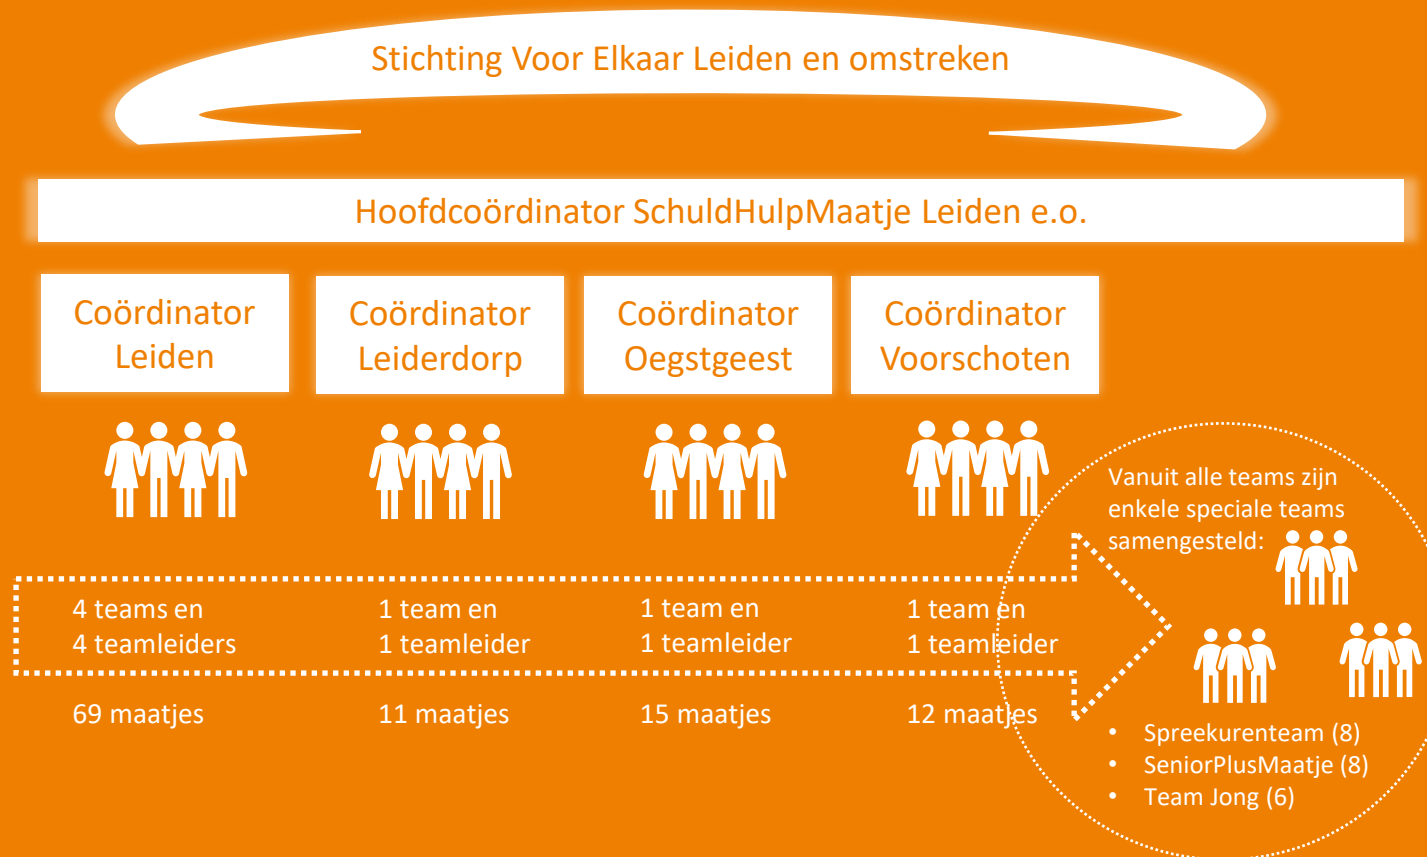 Stichting Voor Elkaar Leiden en omstreken
Hoofdcoördinator SchuldHulpMaatje Leiden e.o.
Coördinator
Leiden
Coördinator
Leiderdorp
Coördinator
Oegstgeest
Coördinator
Voorschoten
4 teams en
4 teamleiders
1 team en
1 teamleider
1 team en
1 teamleider
1 team en
1 teamleider
69 maatjes
11 maatjes
15 maatjes
12 maatjes
Vanuit alle teams zijn
enkele speciale teams
samengesteld:
• Spreekurenteam (8)
• SeniorPlusMaatje (8)
• Team Jong (6)